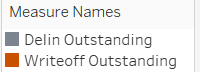 Measure Names
Delin Outstanding
Writeoff Outstanding